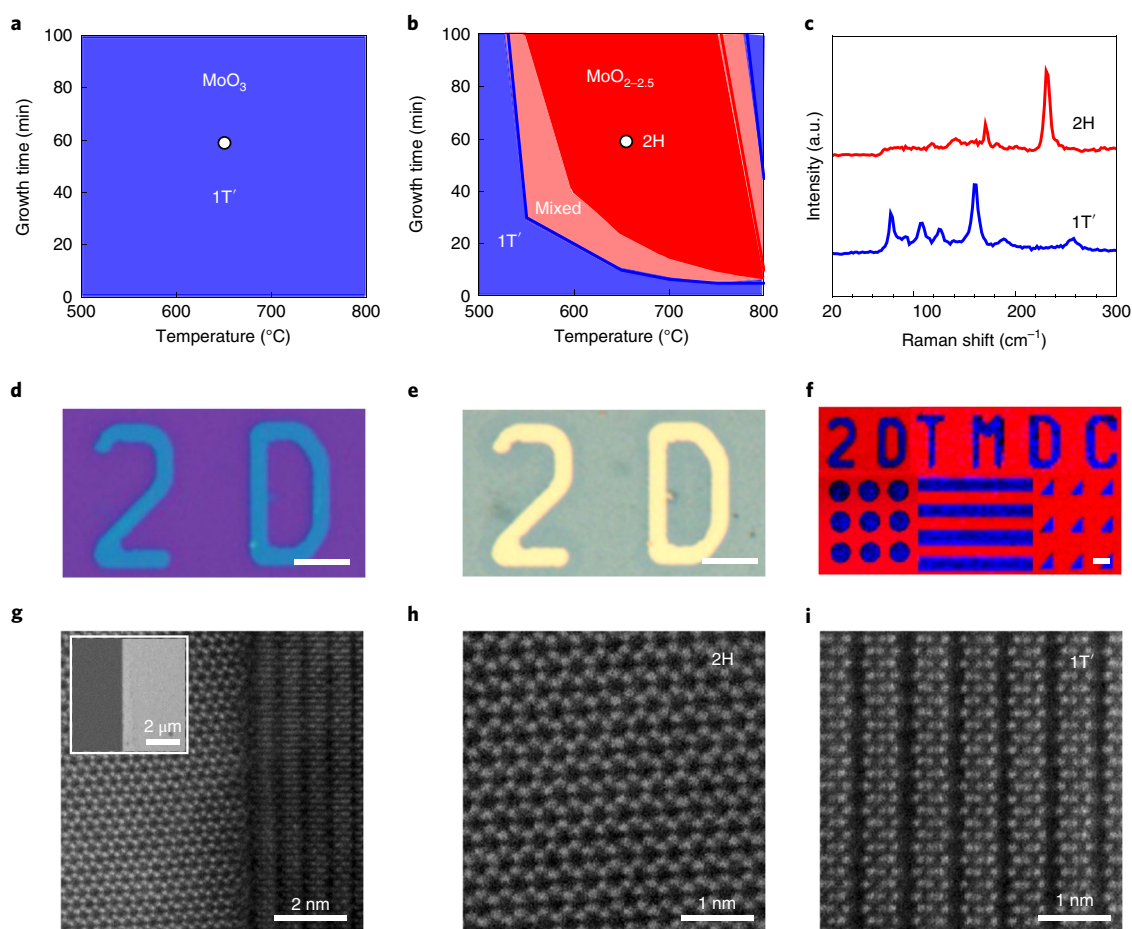 a
100
80
60
40
20
0
Growth time (min)
MoO₃
1T′
500 600 700 800
Temperature (°C)
b
100
80
60
40
20
0
Growth time (min)
MoO₂₋₂.₅
2H
Mixed
1T′
500 600 700 800
Temperature (°C)
c
Intensity (a.u.)
2H
1T′
20 100 200 300
Raman shift (cm⁻¹)
d
2 D
e
2 D
f
2 D T M D C
g
2 μm
2 nm
h
2H
1 nm
i
1T′
1 nm